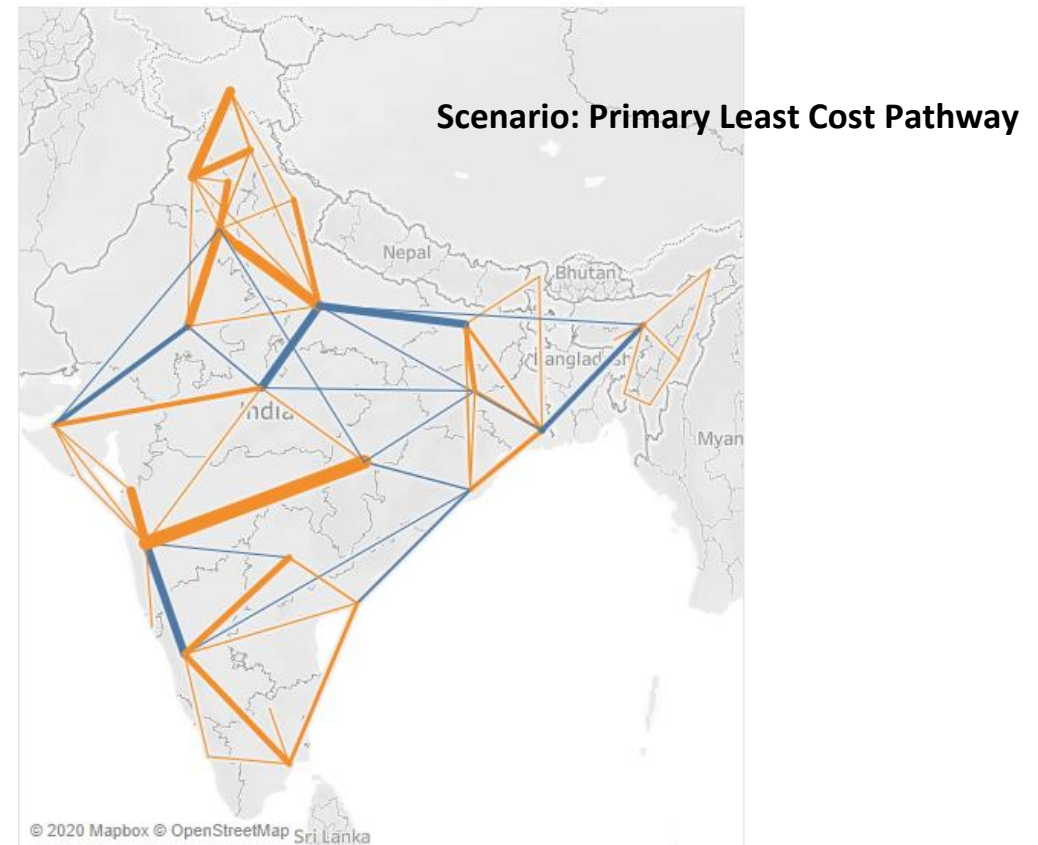 Scenario: Primary Least Cost Pathway
Nepal
Bhutan
Bangladesh
India
Myan
© 2020 Mapbox © OpenStreetMap
Sri Lanka